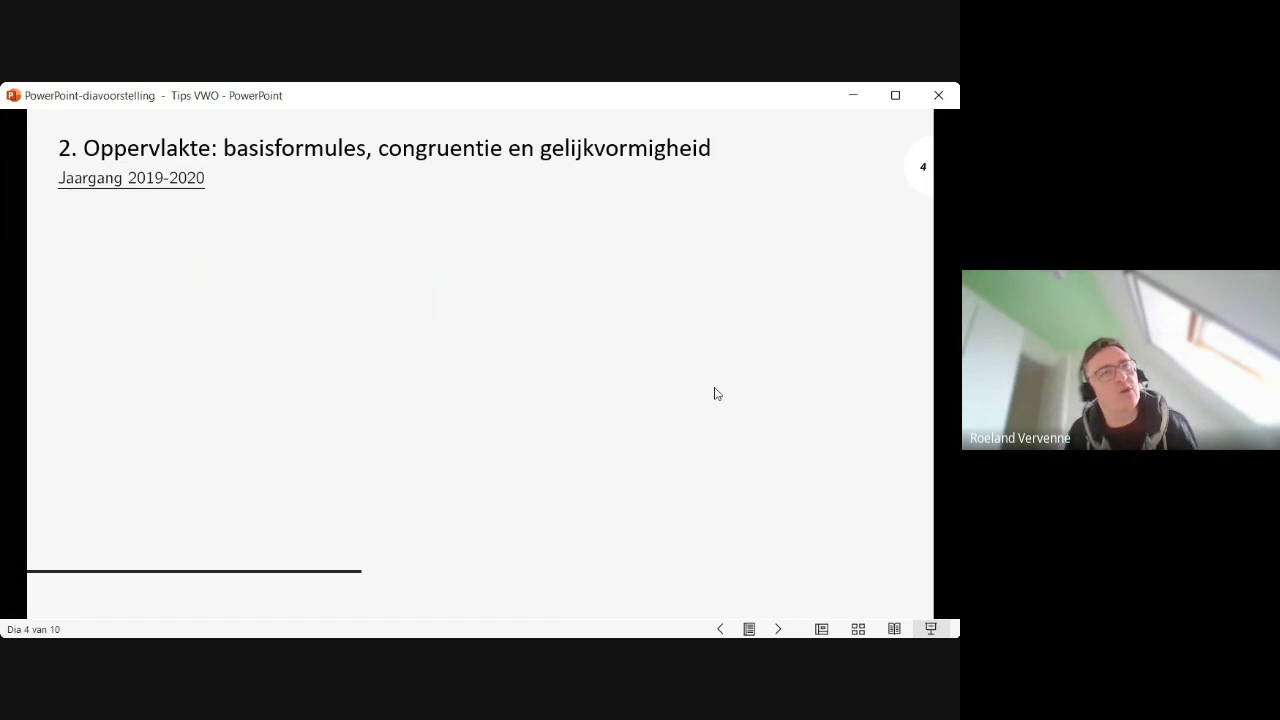 PowerPoint-diavoorstelling - Tips VWO - PowerPoint
2. Oppervlakte: basisformules, congruentie en gelijkvormigheid
Jaargang 2019-2020
4
Roeland Vervenne
Dia 4 van 10